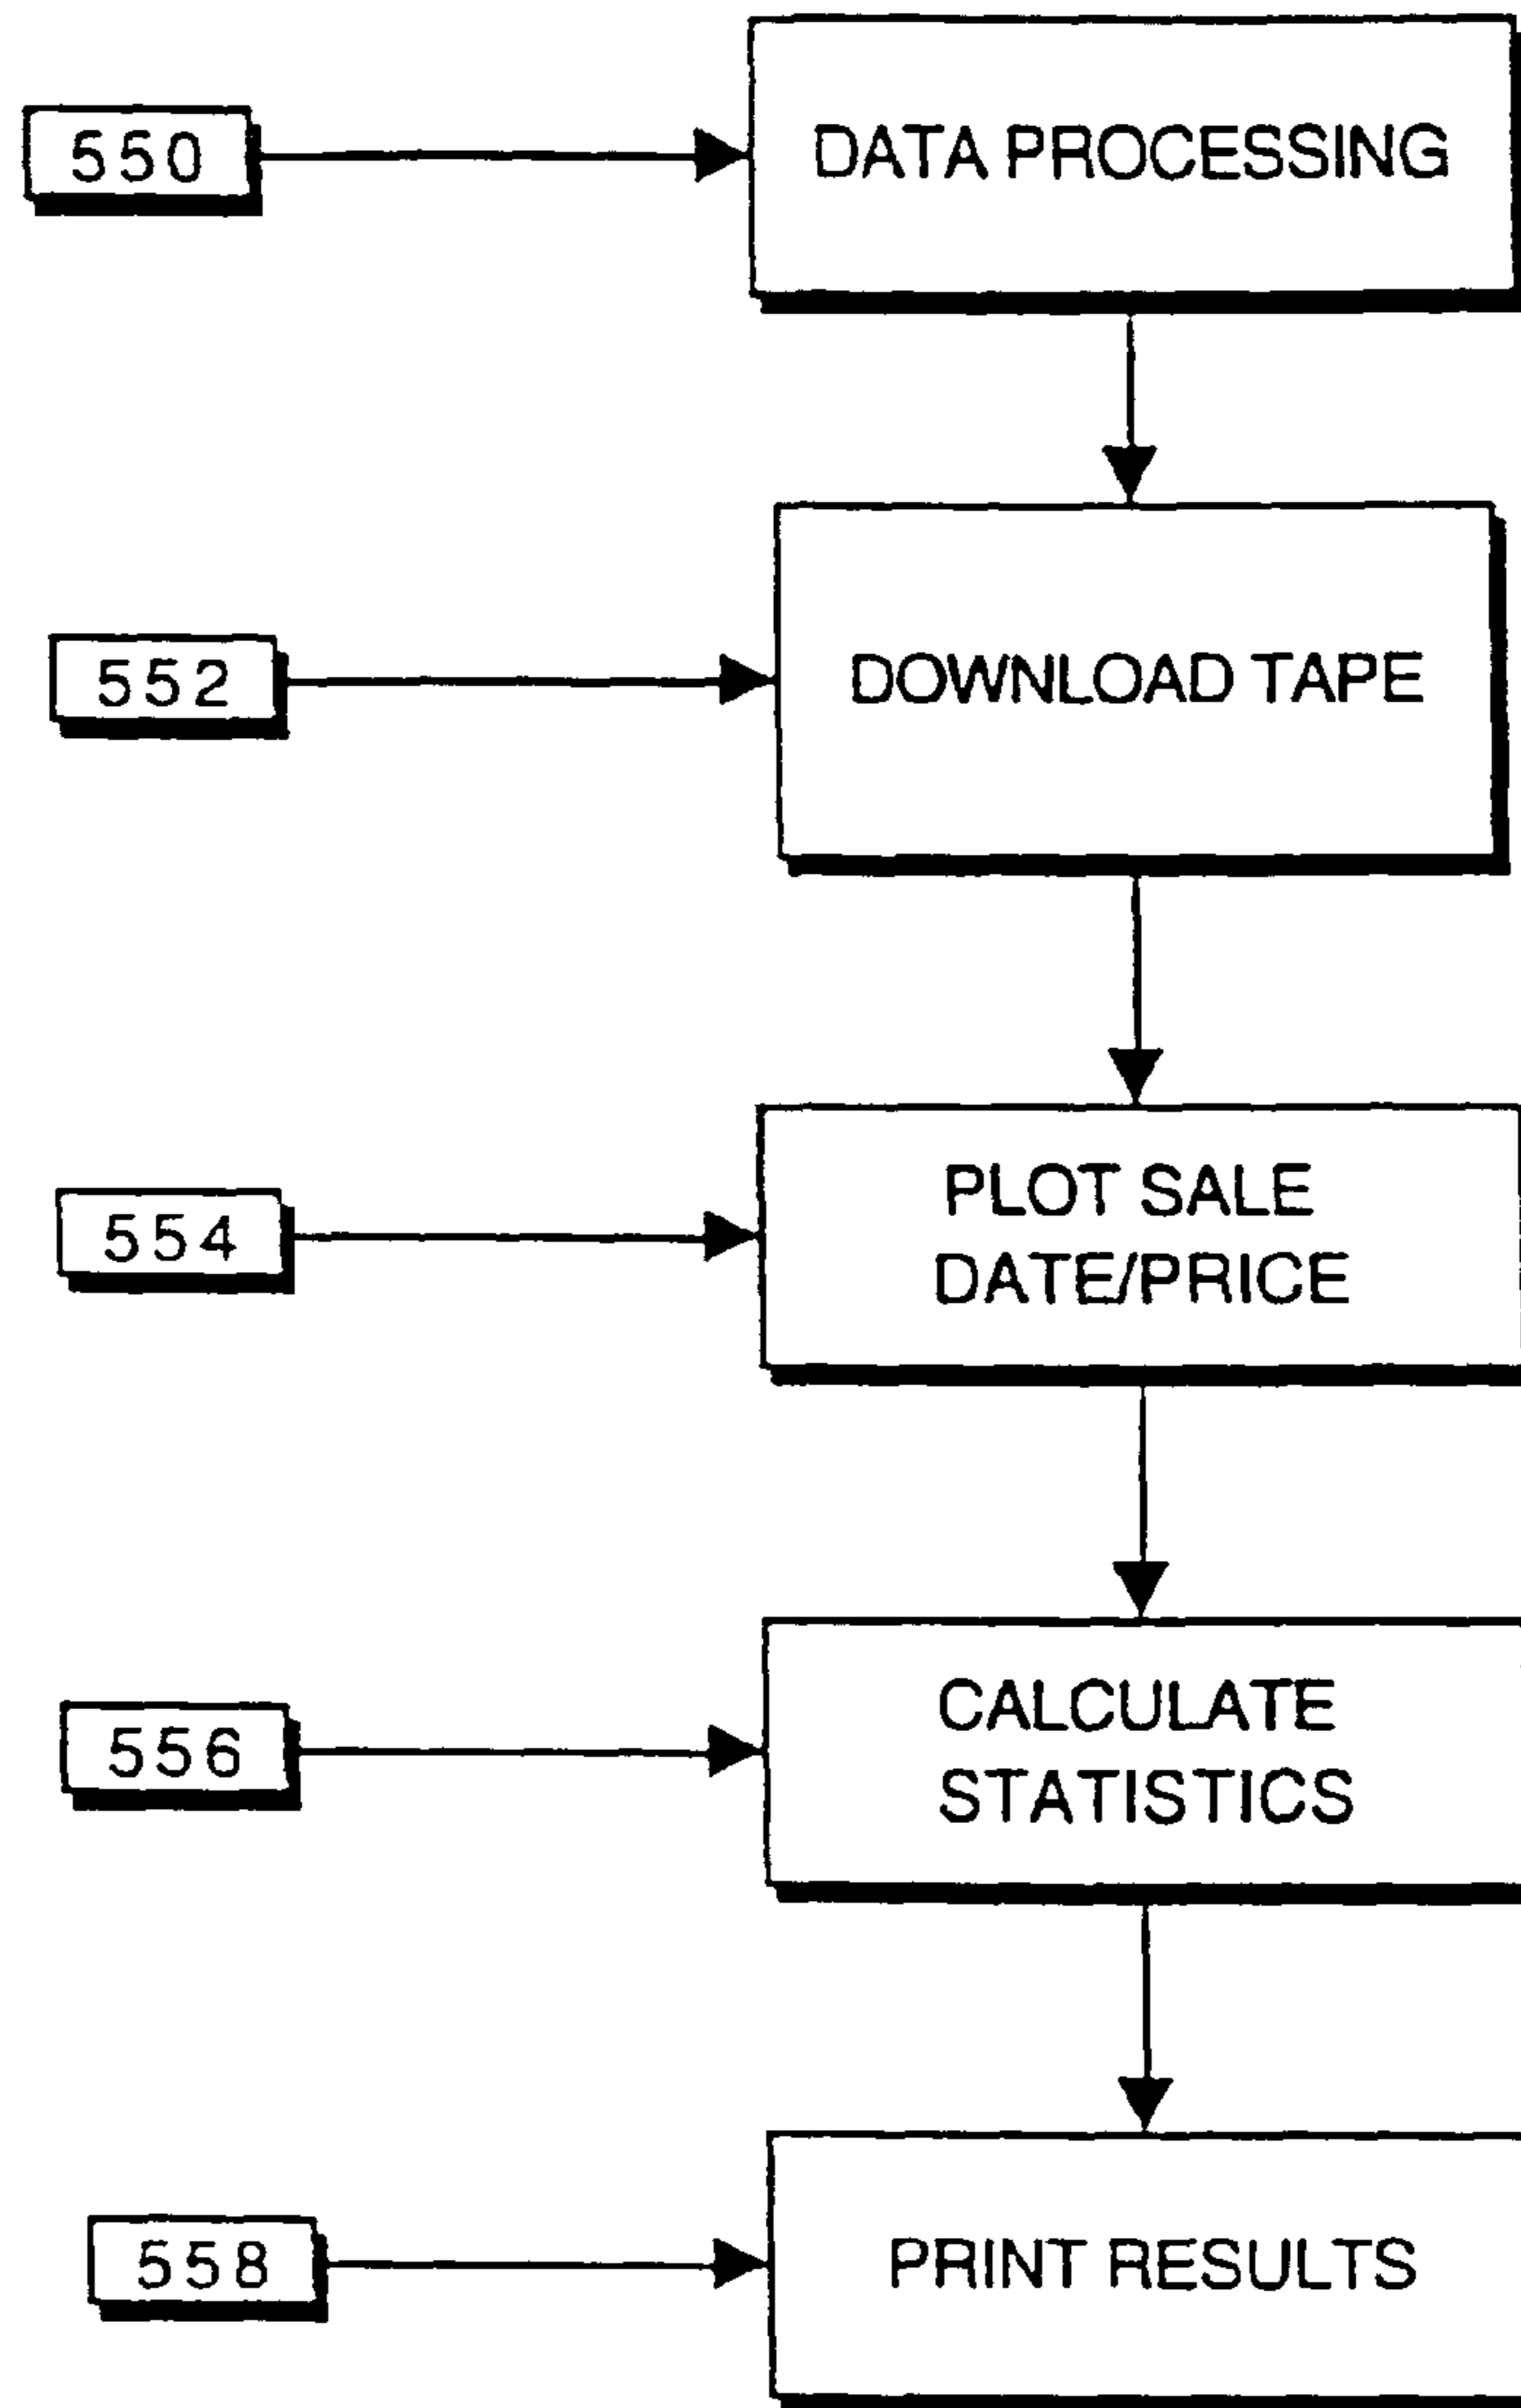 550
DATA PROCESSING
552
DOWNLOAD TAPE
554
PLOT SALE
DATE/PRICE
556
CALCULATE
STATISTICS
558
PRINT RESULTS